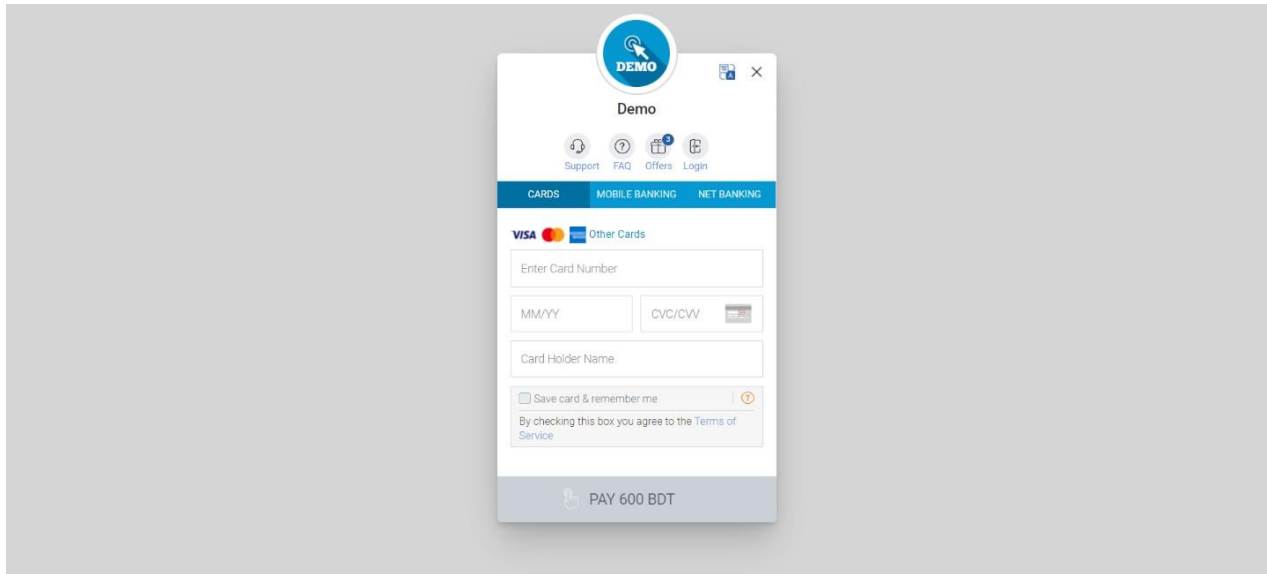 DEMO
Demo
3
Support FAQ Offers Login
CARDS MOBILE BANKING NET BANKING
VISA Other Cards
Enter Card Number
MM/YY CVC/CVV
Card Holder Name
Save card & remember me ?
By checking this box you agree to the Terms of
Service
PAY 600 BDT